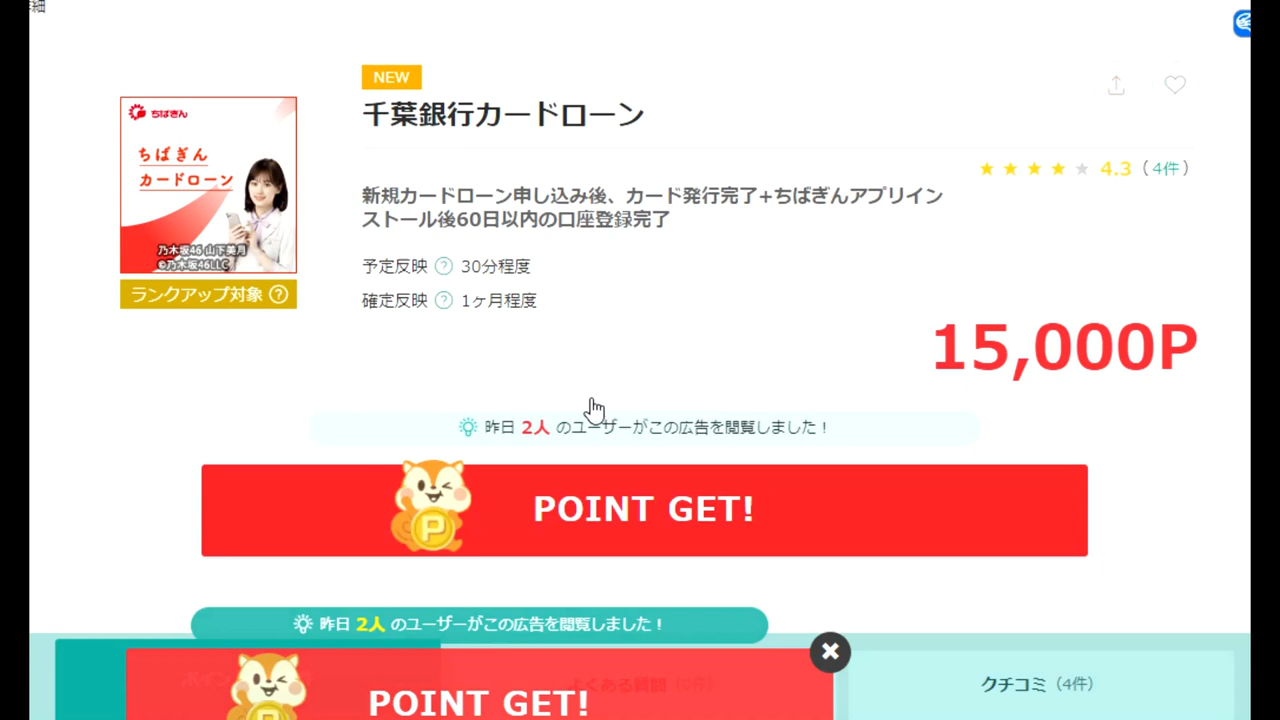 細
NEW
千葉銀行カードローン
ちばぎん
ちばぎん
カードローン
乃木坂46 山下美月
©乃木坂46LLC
ランクアップ対象 ?
4.3 (4件)
新規カードローン申し込み後、カード発行完了+ちばぎんアプリイン
ストール後60日以内の口座登録完了
予定反映 ? 30分程度
確定反映 ? 1ヶ月程度
15,000P
昨日 2人 のユーザーがこの広告を閲覧しました!
P
POINT GET!
昨日 2人 のユーザーがこの広告を閲覧しました!
よくある質問 (0件)
クチコミ (4件)
POINT GET!